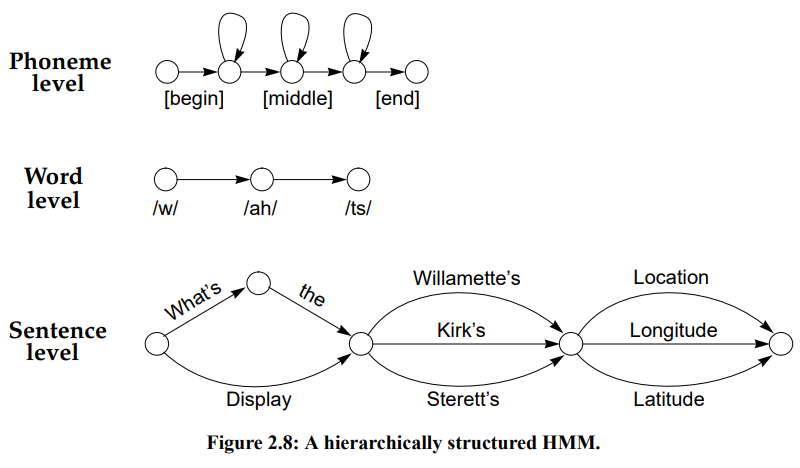 Phoneme
level
[begin] [middle] [end]
Word
level
/w/ /ah/ /ts/
Sentence
level
What's
the
Display
Willamette's
Kirk's
Sterett's
Location
Longitude
Latitude
Figure 2.8: A hierarchically structured HMM.